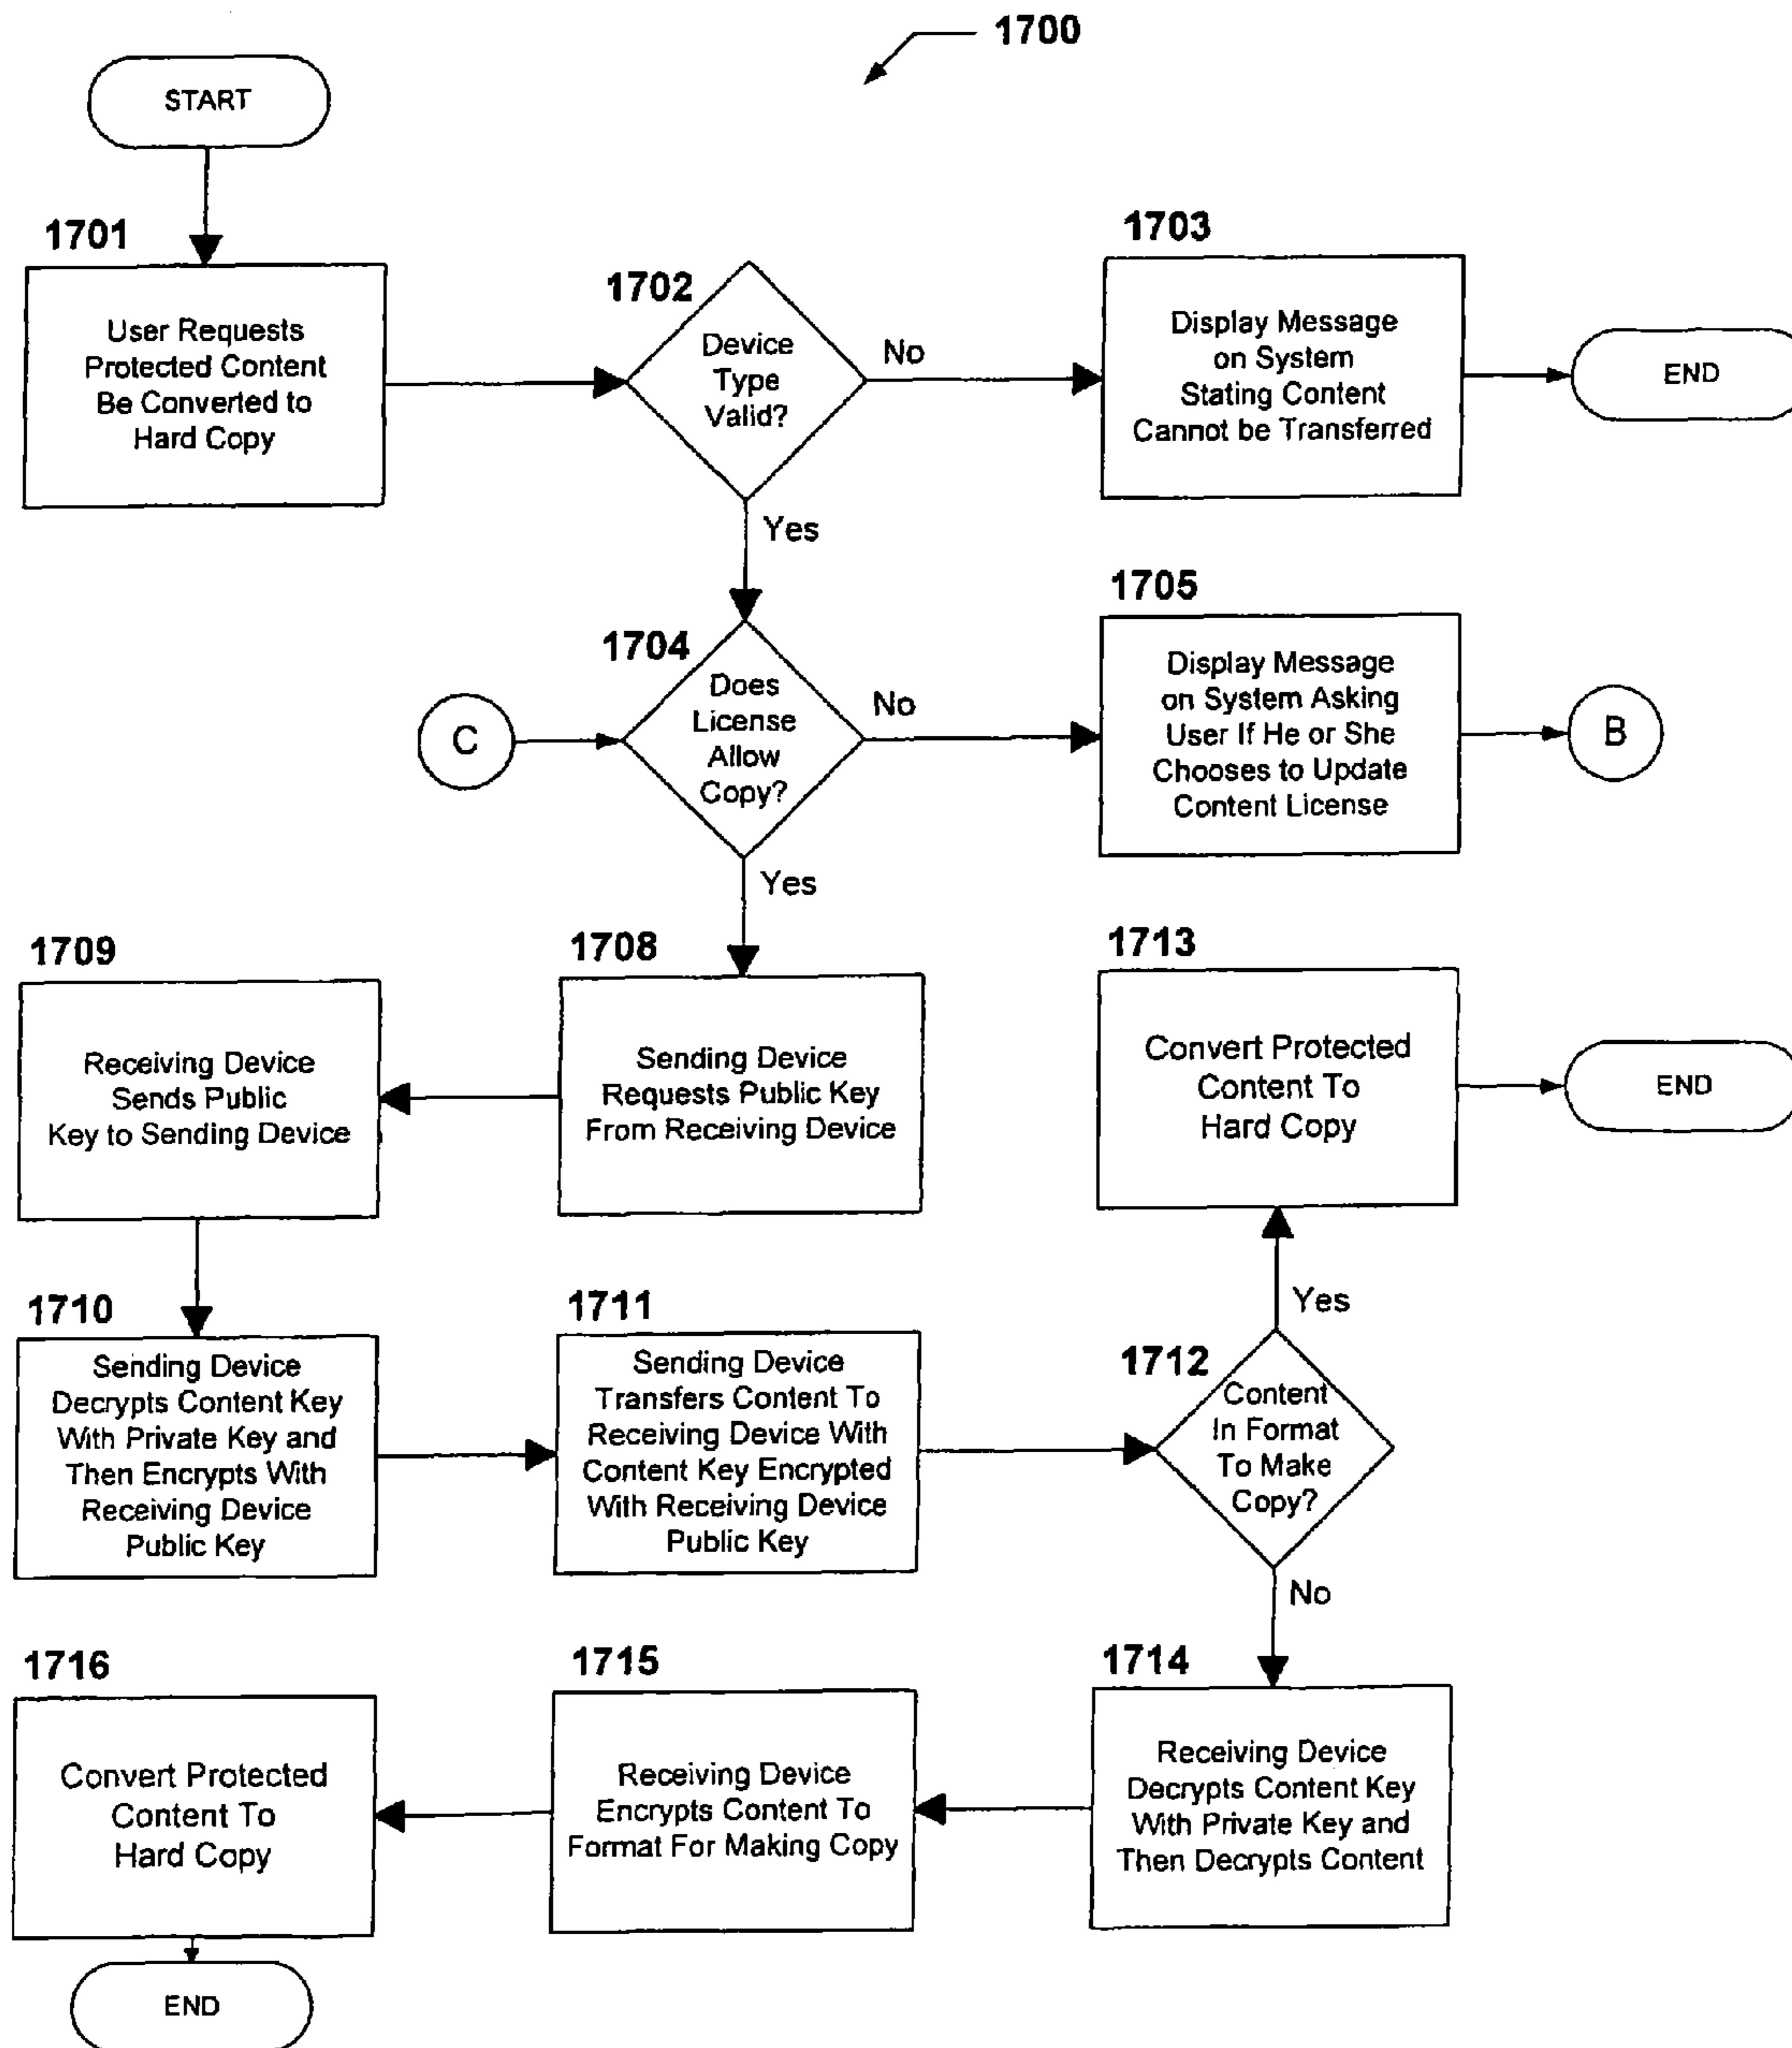 1700
START
1701
User Requests
Protected Content
Be Converted to
Hard Copy
1702
Device
Type
Valid?
No
Yes
1703
Display Message
on System
Stating Content
Cannot be Transferred
END
C
1704
Does
License
Allow
Copy?
No
Yes
1705
Display Message
on System Asking
User If He or She
Chooses to Update
Content License
B
1709
Receiving Device
Sends Public
Key to Sending Device
1708
Sending Device
Requests Public Key
From Receiving Device
1713
Convert Protected
Content To
Hard Copy
END
1710
Sending Device
Decrypts Content Key
With Private Key and
Then Encrypts With
Receiving Device
Public Key
1711
Sending Device
Transfers Content To
Receiving Device With
Content Key Encrypted
With Receiving Device
Public Key
Yes
1712
Content
In Format
To Make
Copy?
No
1716
Convert Protected
Content To
Hard Copy
1715
Receiving Device
Encrypts Content To
Format For Making Copy
1714
Receiving Device
Decrypts Content Key
With Private Key and
Then Decrypts Content
END